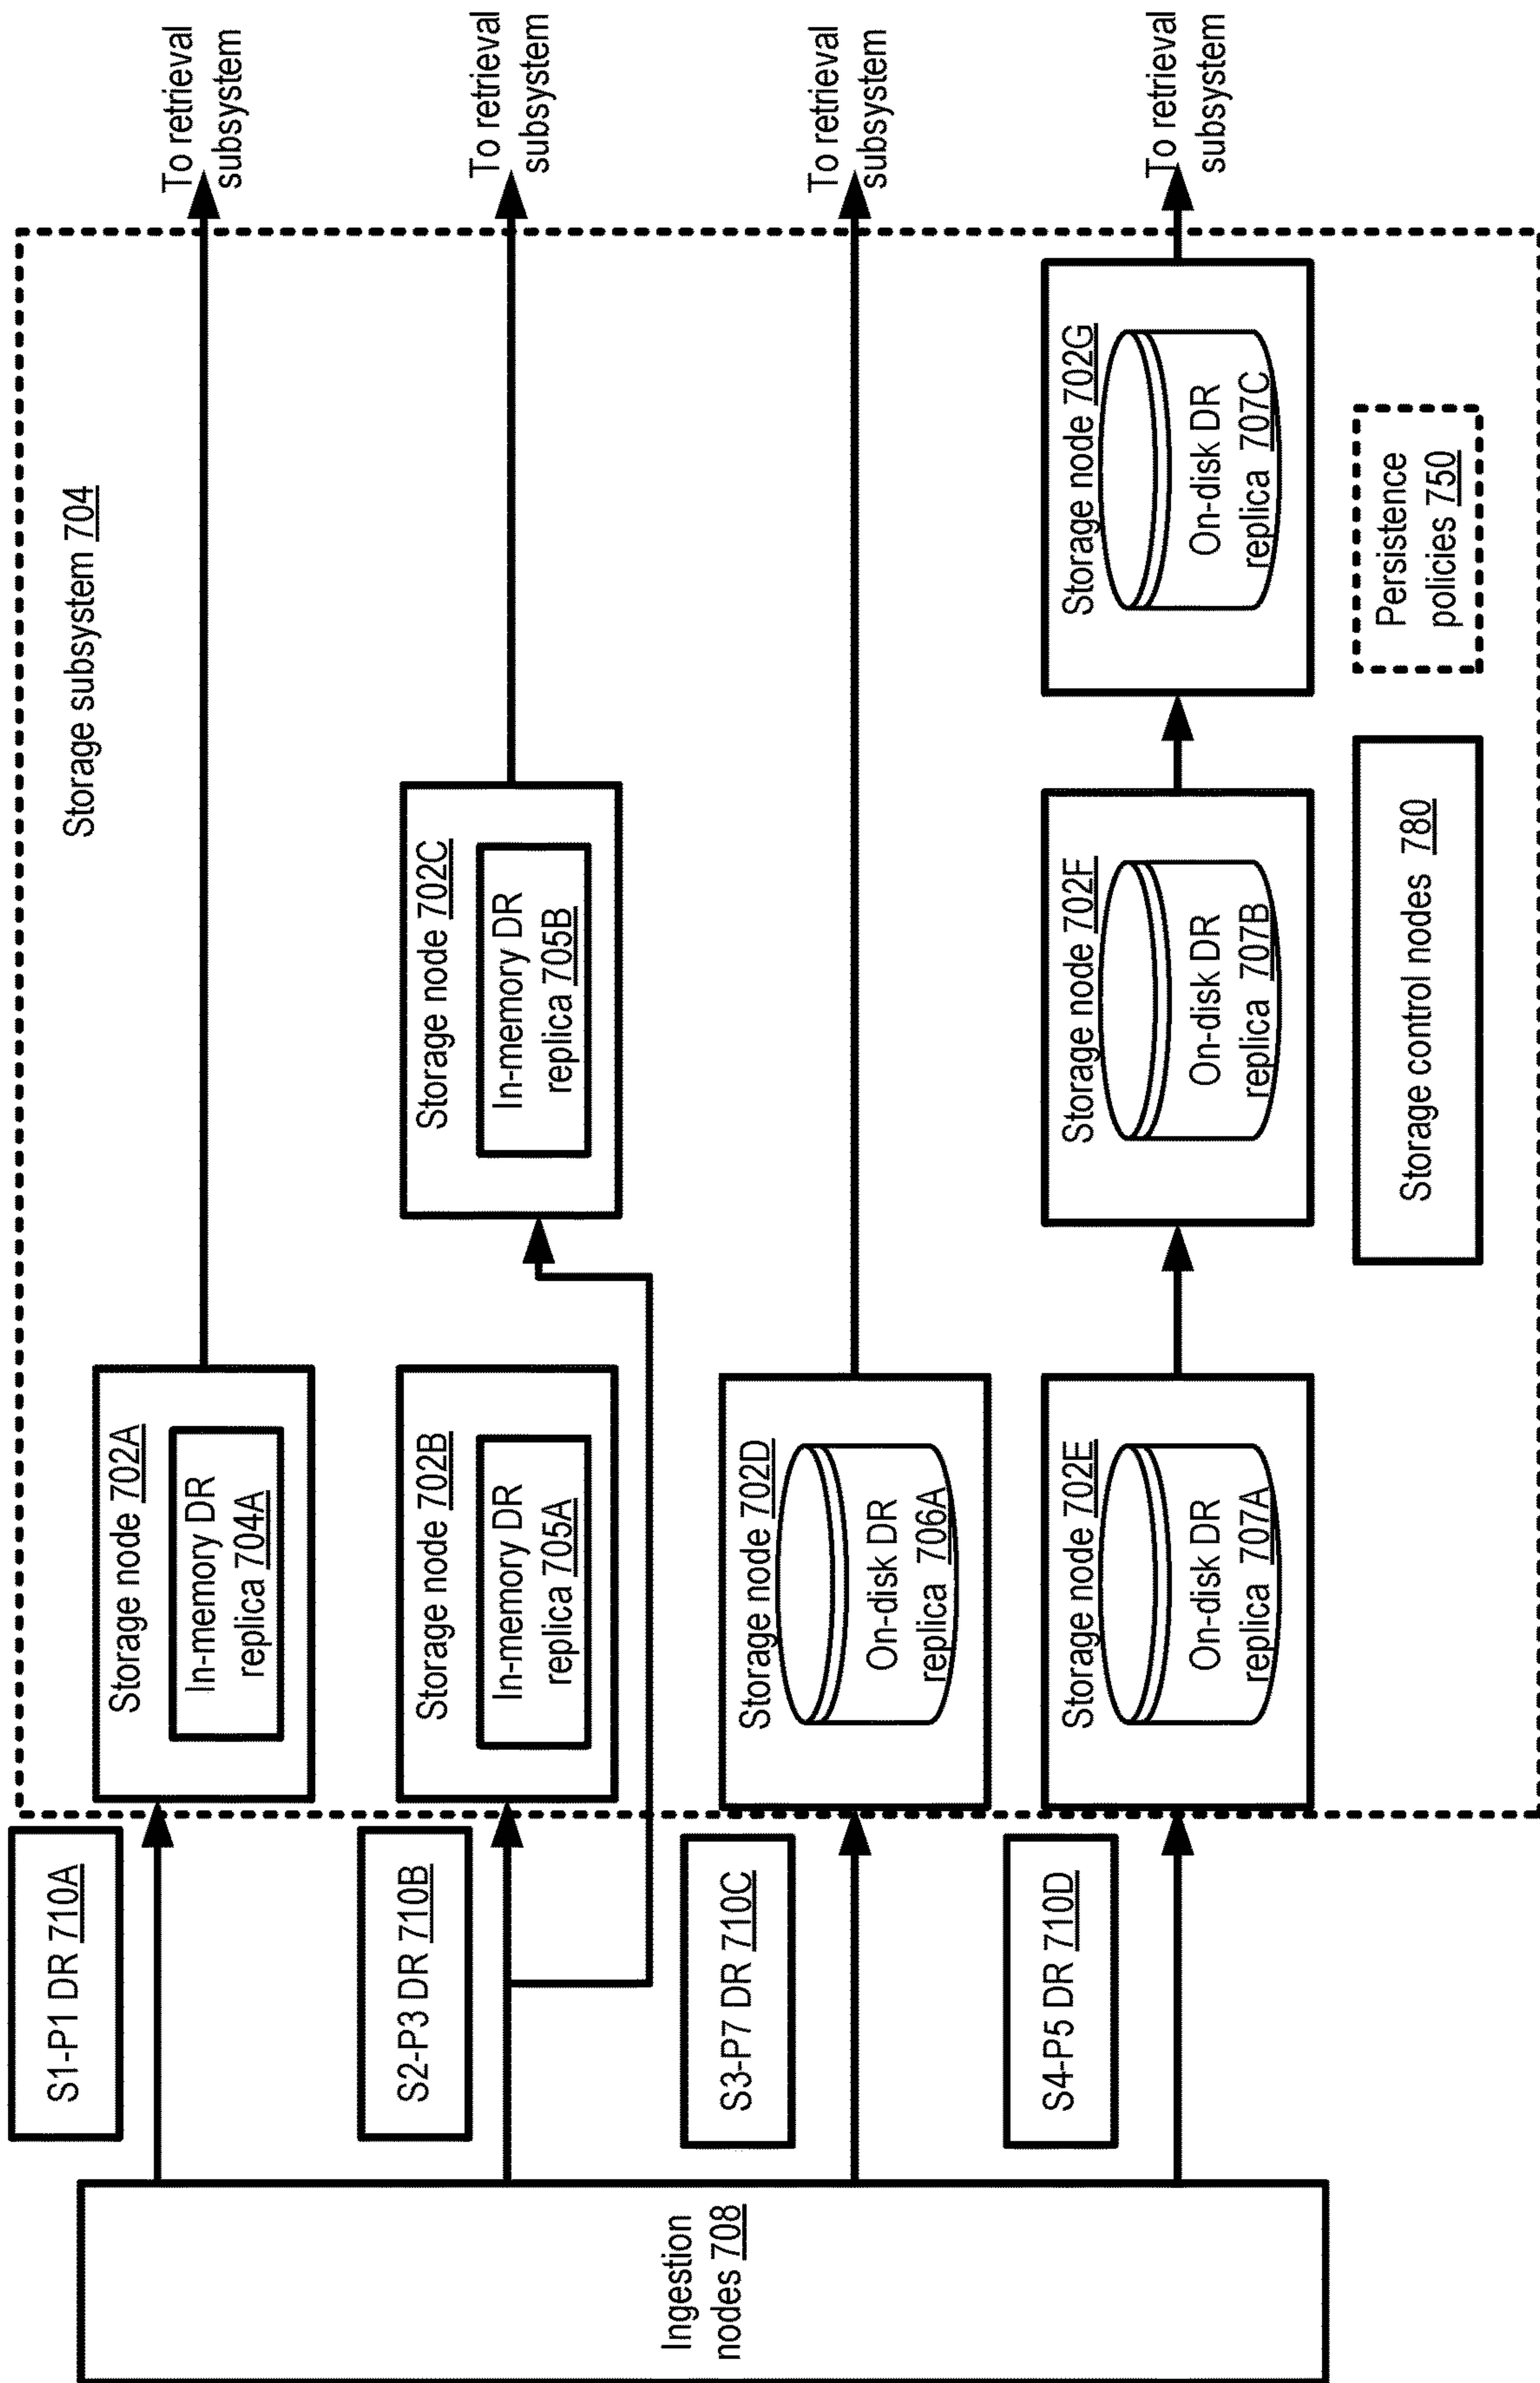 Storage subsystem 704
Ingestion
nodes 708
S1-P1 DR 710A
Storage node 702A
In-memory DR
replica 704A
To retrieval
subsystem
S2-P3 DR 710B
Storage node 702B
In-memory DR
replica 705A
Storage node 702C
In-memory DR
replica 705B
To retrieval
subsystem
S3-P7 DR 710C
Storage node 702D
On-disk DR
replica 706A
To retrieval
subsystem
S4-P5 DR 710D
Storage node 702E
On-disk DR
replica 707A
Storage node 702F
On-disk DR
replica 707B
Storage node 702G
On-disk DR
replica 707C
To retrieval
subsystem
Storage control nodes 780
Persistence
policies 750